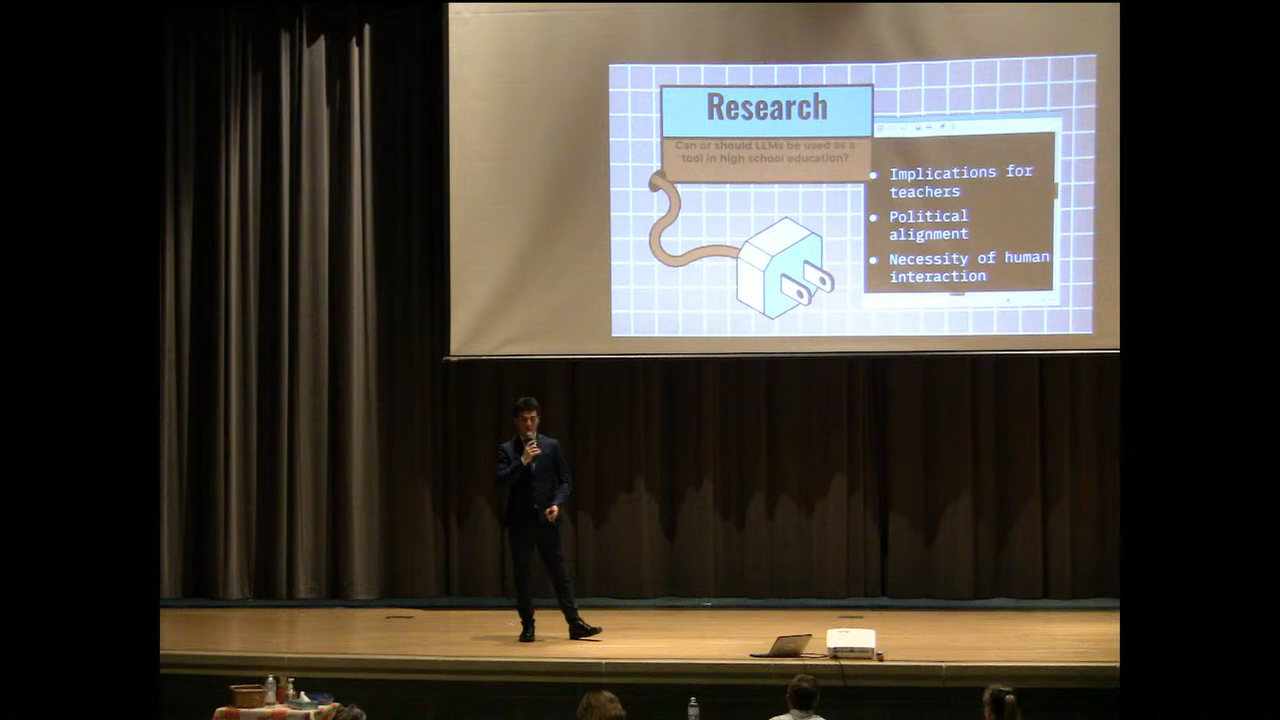 Research
Can or should LLMs be used as a
tool in high school education?
Implications for
teachers
Political
alignment
Necessity of human
interaction